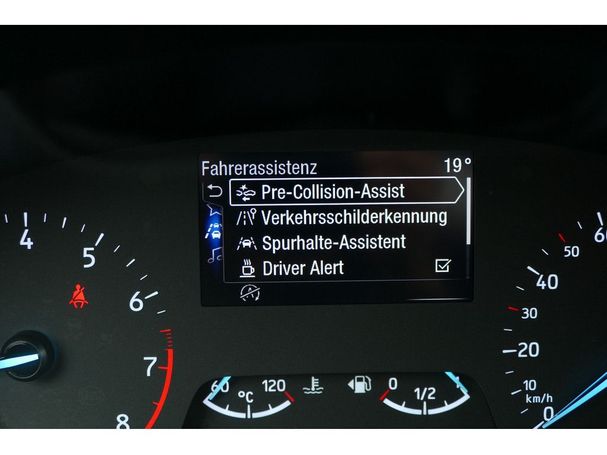 Fahrerassistenz 19°
Pre-Collision-Assist
Verkehrsschilderkennung
Spurhalte-Assistent
Driver Alert
4
5
6
7
8
60
50
40
30
20
10
0
km/h
60 120
°C
0 1
1/2